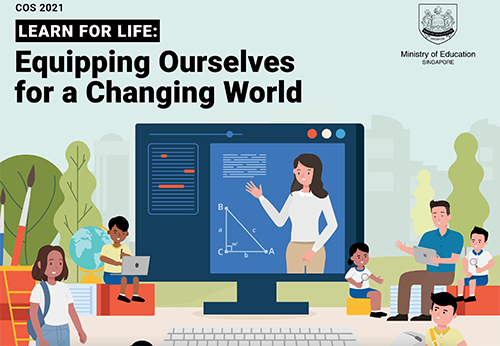 COS 2021
LEARN FOR LIFE:
Equipping Ourselves
for a Changing World
Ministry of Education
SINGAPORE
B
a
c
C
b
A